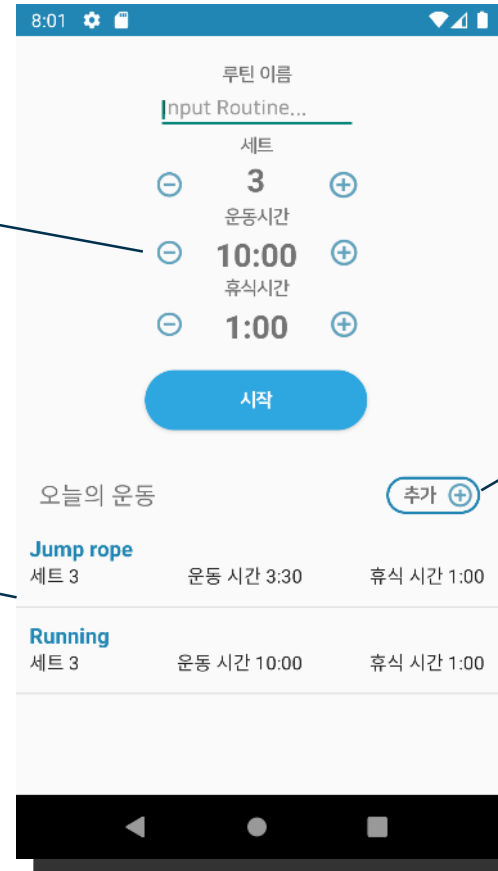 8:01
루틴 이름
Input Routine...
세트
3
운동시간
10:00
휴식시간
1:00
시작
오늘의 운동 추가
Jump rope
세트 3 운동 시간 3:30 휴식 시간 1:00
Running
세트 3 운동 시간 10:00 휴식 시간 1:00